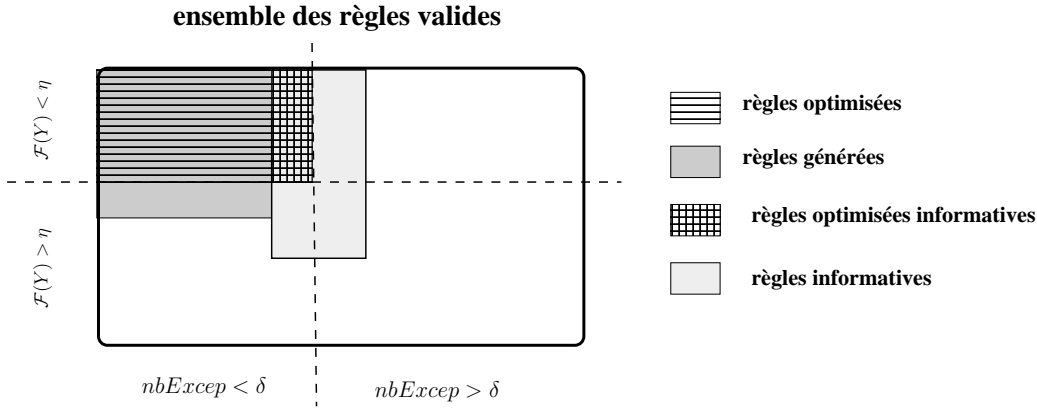 ensemble des règles valides
F(Y) < η
F(Y) > η
nbExcep < δ
nbExcep > δ
règles optimisées
règles générées
règles optimisées informatives
règles informatives